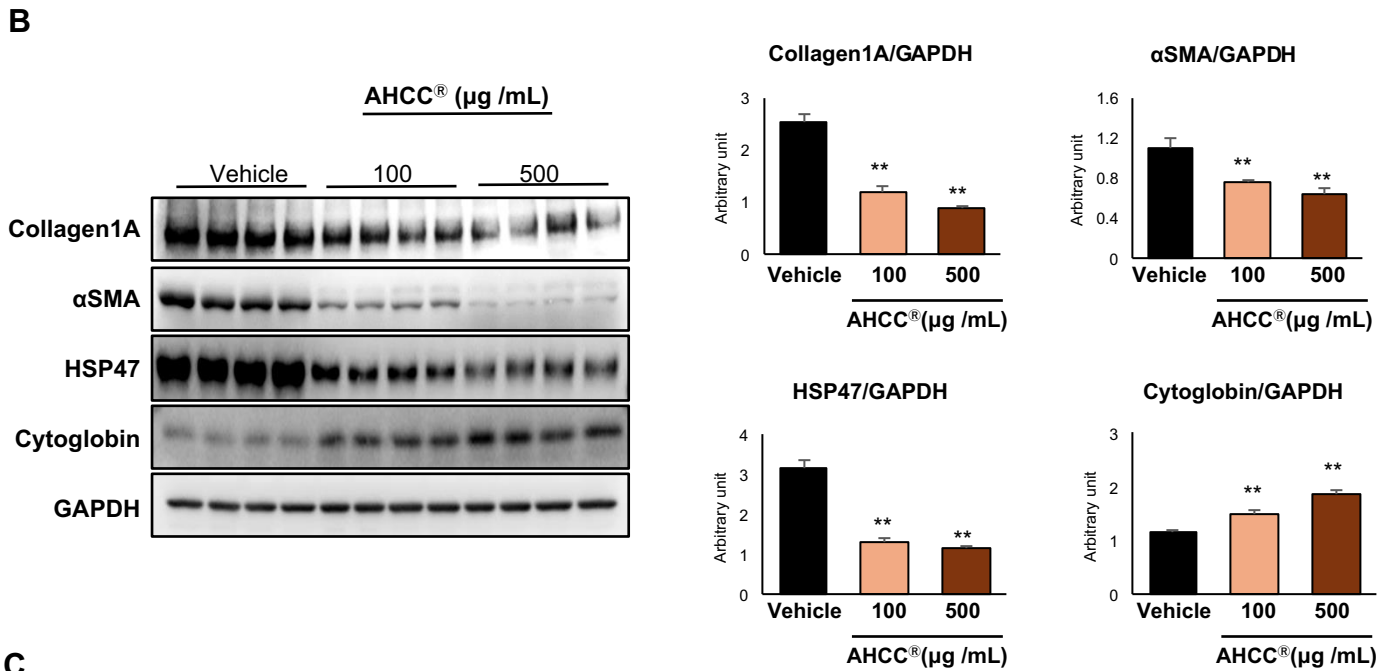 B
AHCC® (µg /mL)
Vehicle 100 500
Collagen1A
αSMA
HSP47
Cytoglobin
GAPDH
Collagen1A/GAPDH
Arbitrary unit
3
2
1
0
**
**
Vehicle 100 500
AHCC®(µg /mL)
αSMA/GAPDH
Arbitrary unit
1.6
1.2
0.8
0.4
0
**
**
Vehicle 100 500
AHCC®(µg /mL)
HSP47/GAPDH
Arbitrary unit
4
3
2
1
0
**
**
Vehicle 100 500
AHCC®(µg /mL)
Cytoglobin/GAPDH
Arbitrary unit
3
2
1
0
**
**
Vehicle 100 500
AHCC®(µg /mL)
C